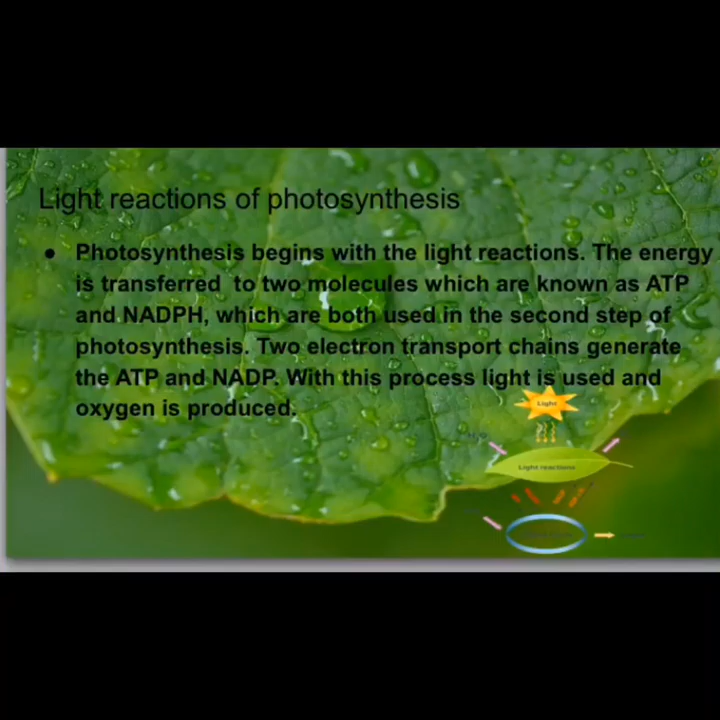 Light reactions of photosynthesis
● Photosynthesis begins with the light reactions. The energy
is transferred to two molecules which are known as ATP
and NADPH, which are both used in the second step of
photosynthesis. Two electron transport chains generate
the ATP and NADP. With this process light is used and
oxygen is produced.
Light
Light reactions